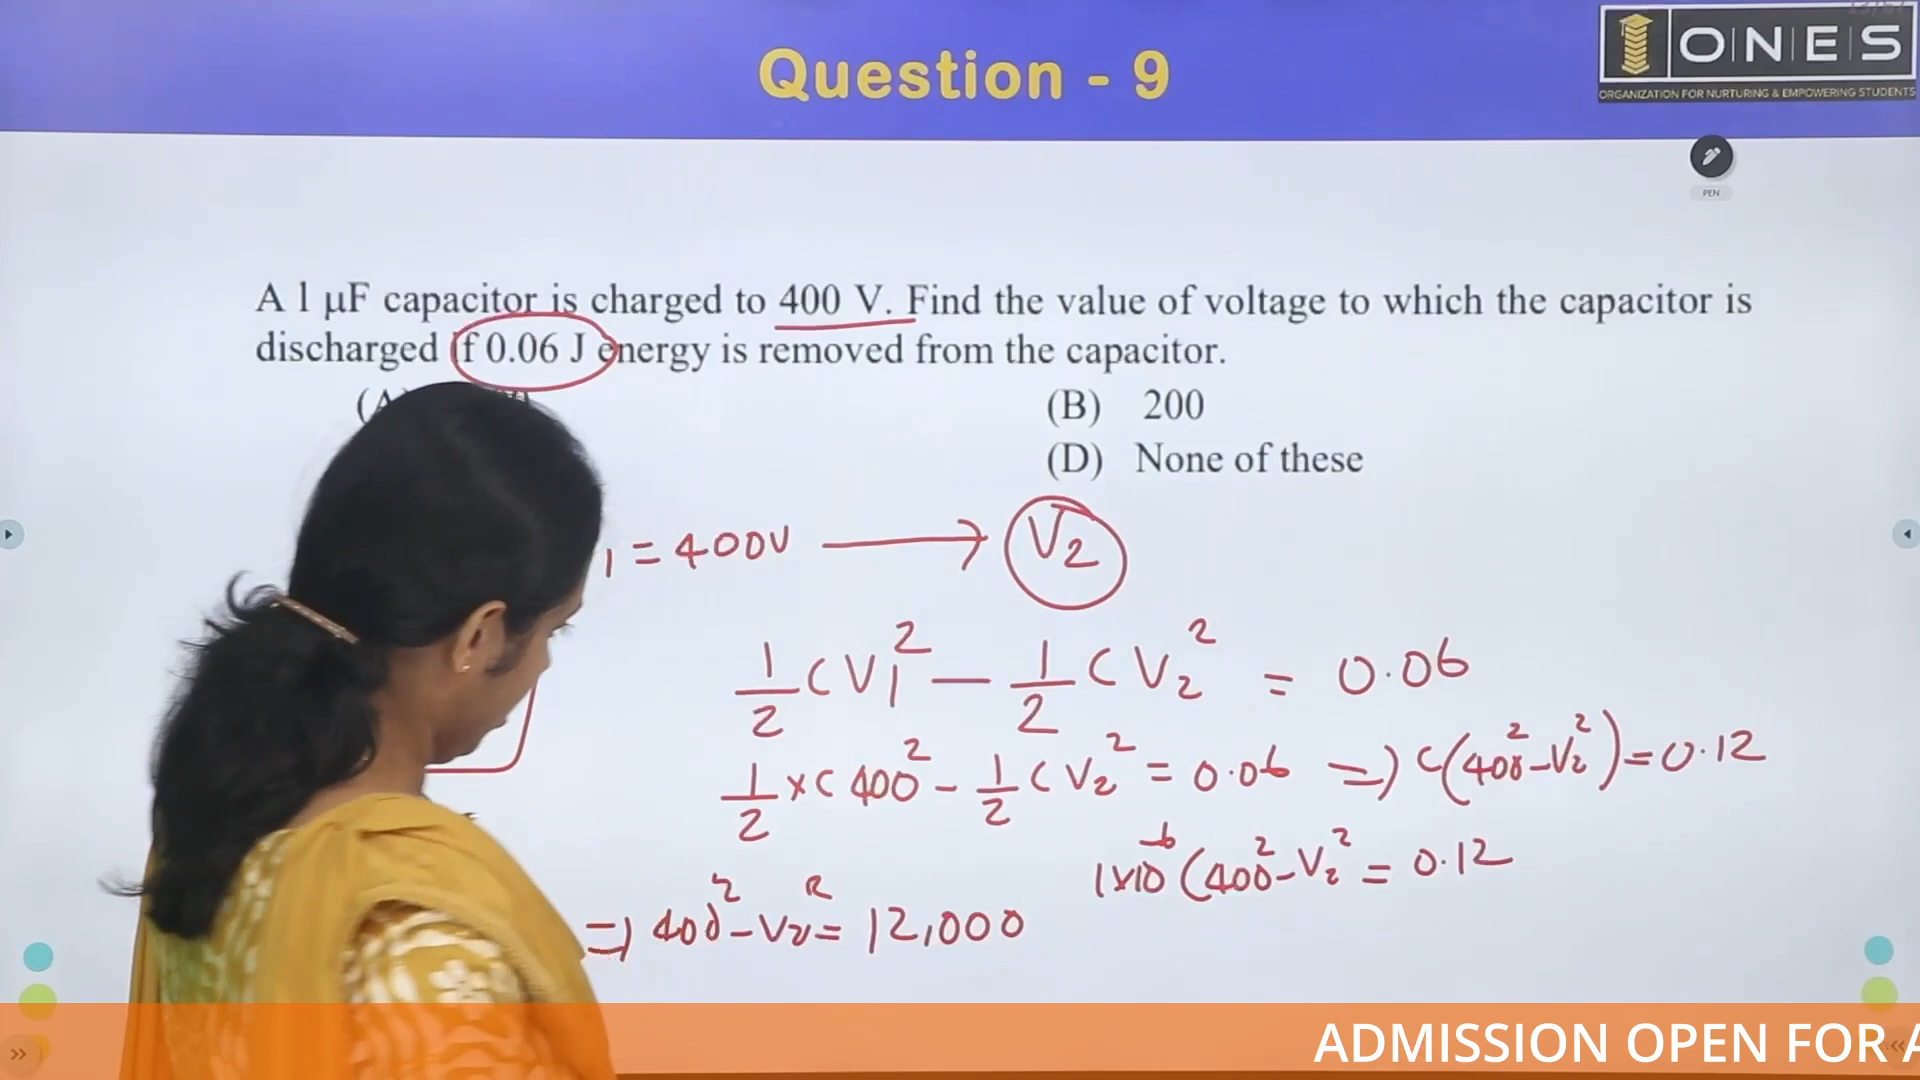 Question - 9
O|N|E|S
ORGANIZATION FOR NURTURING & EMPOWERING STUDENTS
PEN
A 1 μF capacitor is charged to 400 V. Find the value of voltage to which the capacitor is
discharged if 0.06 J energy is removed from the capacitor.
(A)
(B) 200
(D) None of these
1 = 400V → V₂
1/2 CV₁² - 1/2 CV₂² = 0.06
1/2 × C 400² - 1/2 CV₂² = 0.06 ⇒ C(400² - V₂²) = 0.12
1×10⁻⁶ (400² - V₂² = 0.12
⇒ 400² - V₂² = 12,000
ADMISSION OPEN FOR A